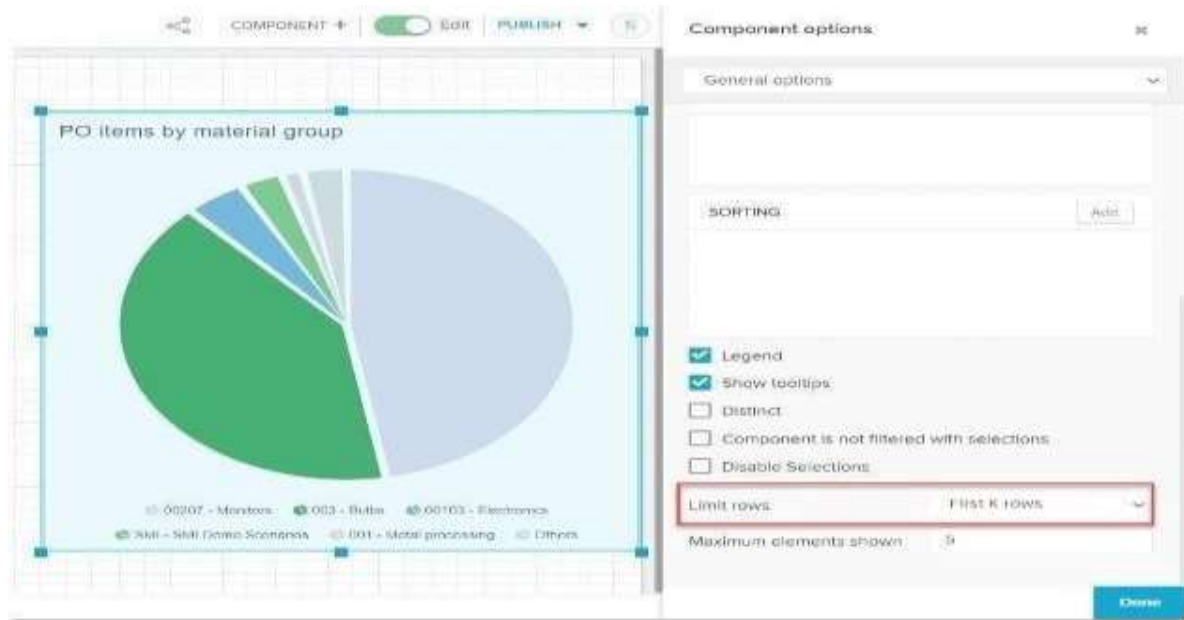 COMPONENT + Edit PUBLISH
Component options
General options
PO items by material group
SORTING Add
Legend
Show tooltips
Distinct
Component is not filtered with selections
Disable Selections
Limit rows First K rows
Maximum elements shown 5
00207 - Monitors 003 - Bulbs 00103 - Electronics
SMI - SMI Demo Scenarios 001 - Metal processing Others
Done